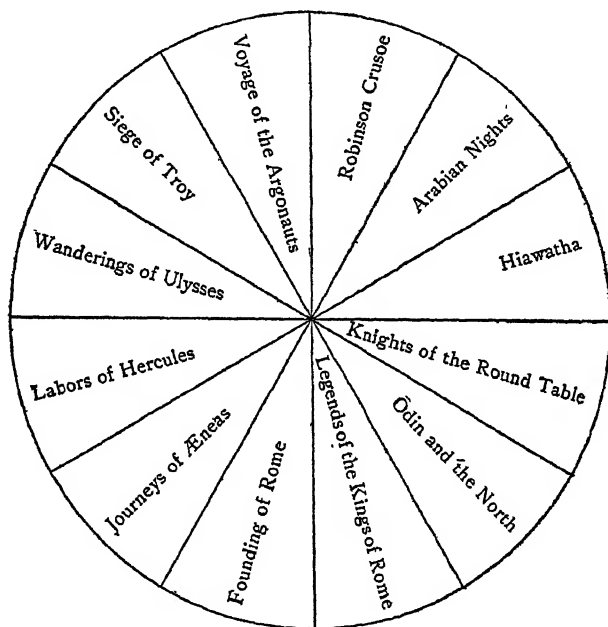 Robinson Crusoe
Arabian Nights
Hiawatha
Knights of the Round Table
Ōdin and the North
Legends of the Kings of Rome
Founding of Rome
Journeys of Æneas
Labors of Hercules
Wanderings of Ulysses
Siege of Troy
Voyage of the Argonauts